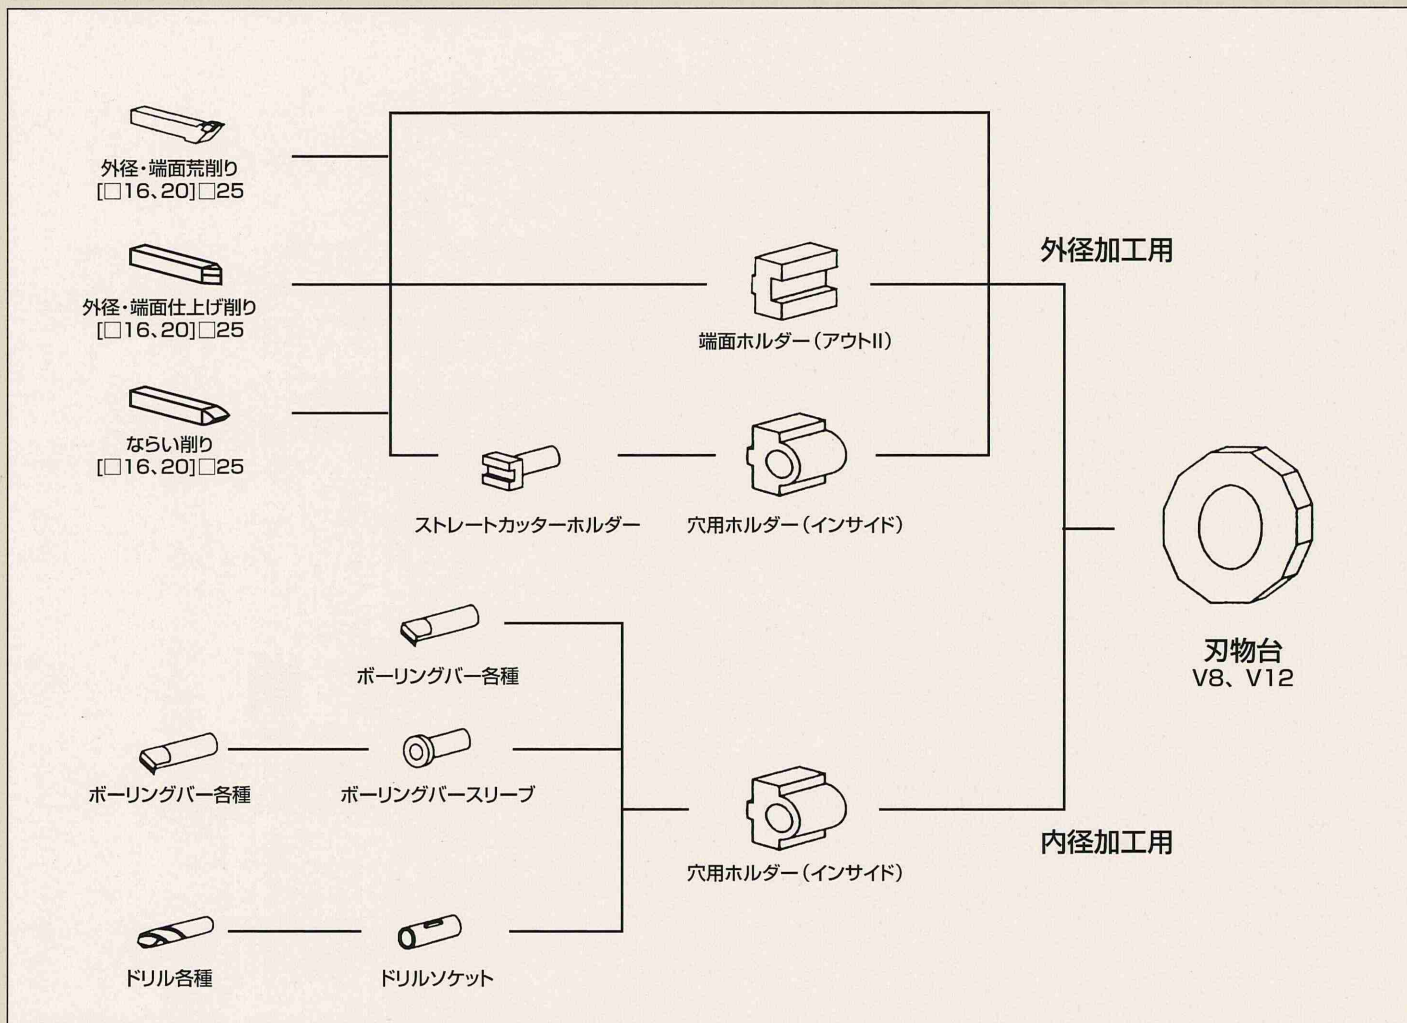 外径・端面荒削り
[□16、20]□25
外径・端面仕上げ削り
[□16、20]□25
ならい削り
[□16、20]□25
外径加工用
端面ホルダー(アウトII)
ストレートカッターホルダー
穴用ホルダー(インサイド)
刃物台
V8、V12
ボーリングバー各種
ボーリングバー各種
ボーリングバースリーブ
内径加工用
穴用ホルダー(インサイド)
ドリル各種
ドリルソケット